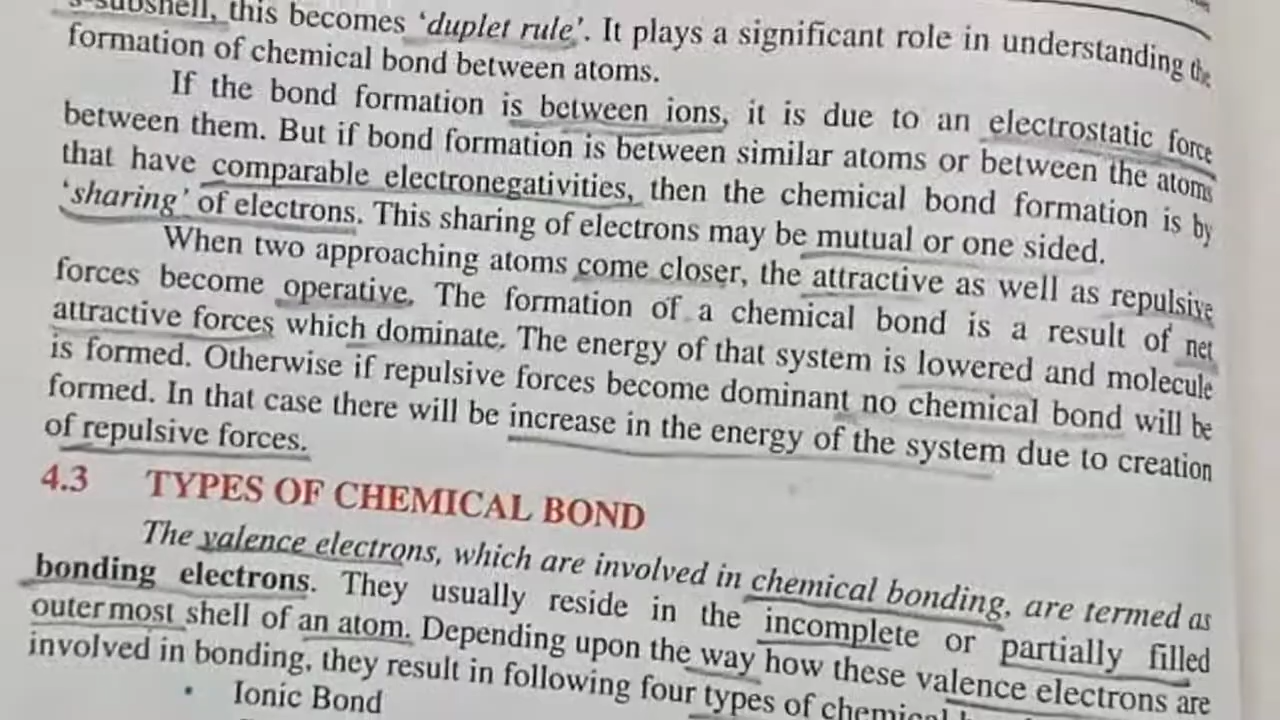 s-subshell, this becomes 'duplet rule'. It plays a significant role in understanding the
formation of chemical bond between atoms.
If the bond formation is between ions, it is due to an electrostatic force
between them. But if bond formation is between similar atoms or between the atoms
that have comparable electronegativities, then the chemical bond formation is by
'sharing' of electrons. This sharing of electrons may be mutual or one sided.
When two approaching atoms come closer, the attractive as well as repulsive
forces become operative. The formation of a chemical bond is a result of net
attractive forces which dominate. The energy of that system is lowered and molecule
is formed. Otherwise if repulsive forces become dominant no chemical bond will be
formed. In that case there will be increase in the energy of the system due to creation
of repulsive forces.
4.3 TYPES OF CHEMICAL BOND
The valence electrons, which are involved in chemical bonding, are termed as
bonding electrons. They usually reside in the incomplete or partially filled
outermost shell of an atom. Depending upon the way how these valence electrons are
involved in bonding, they result in following four types of chemical
• Ionic Bond